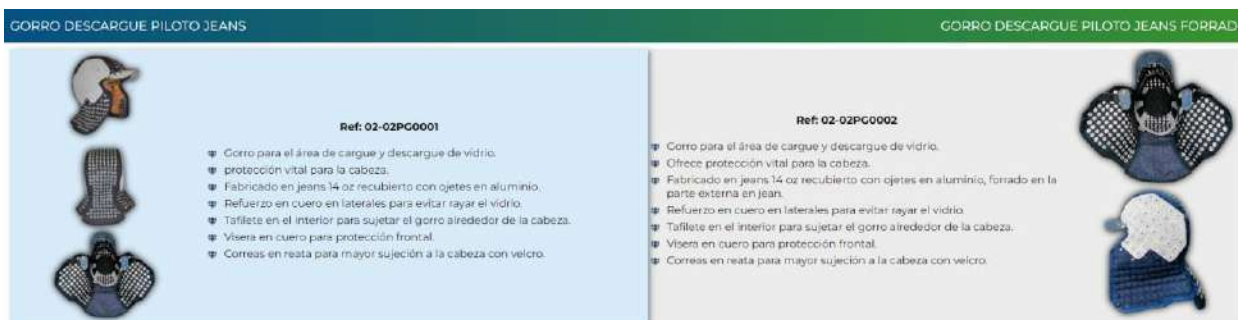 GORRO DESCARGUE PILOTO JEANS
GORRO DESCARGUE PILOTO JEANS FORRAD
Ref: 02-02PG0001
Gorro para el área de cargue y descargue de vidrio.
protección vital para la cabeza.
Fabricado en jeans 14 oz recubierto con ojetes en aluminio.
Refuerzo en cuero en laterales para evitar rayar el vidrio.
Tafilete en el interior para sujetar el gorro alrededor de la cabeza.
Visera en cuero para protección frontal.
Correas en reata para mayor sujeción a la cabeza con velcro.
Ref: 02-02PG0002
Gorro para el área de cargue y descargue de vidrio.
Ofrece protección vital para la cabeza.
Fabricado en jeans 14 oz recubierto con ojetes en aluminio, forrado en la
parte externa en jean.
Refuerzo en cuero en laterales para evitar rayar el vidrio.
Tafilete en el interior para sujetar el gorro alrededor de la cabeza.
Visera en cuero para protección frontal.
Correas en reata para mayor sujeción a la cabeza con velcro.